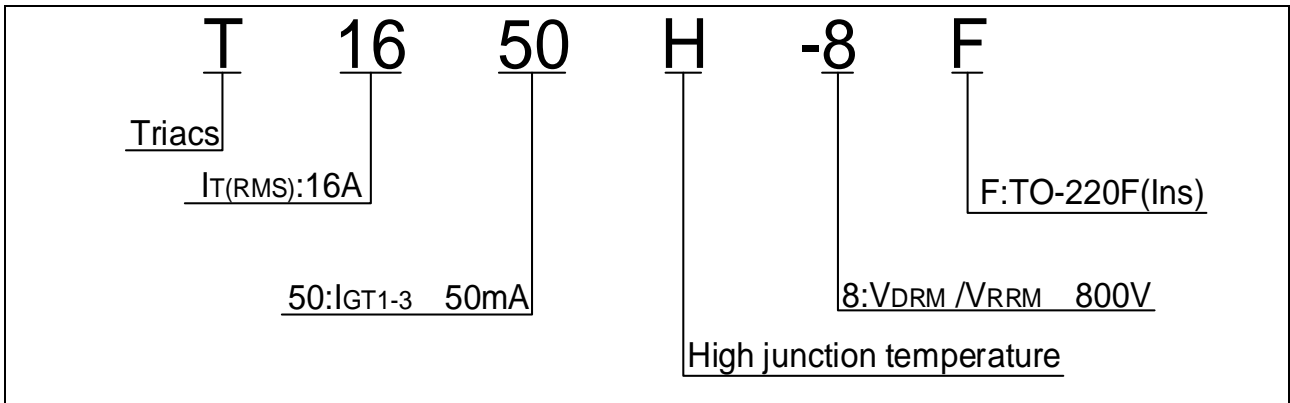 T 16 50 H -8 F
Triacs
IT(RMS):16A
F:TO-220F(Ins)
50:IGT1-3 50mA
8:VDRM /VRRM 800V
High junction temperature